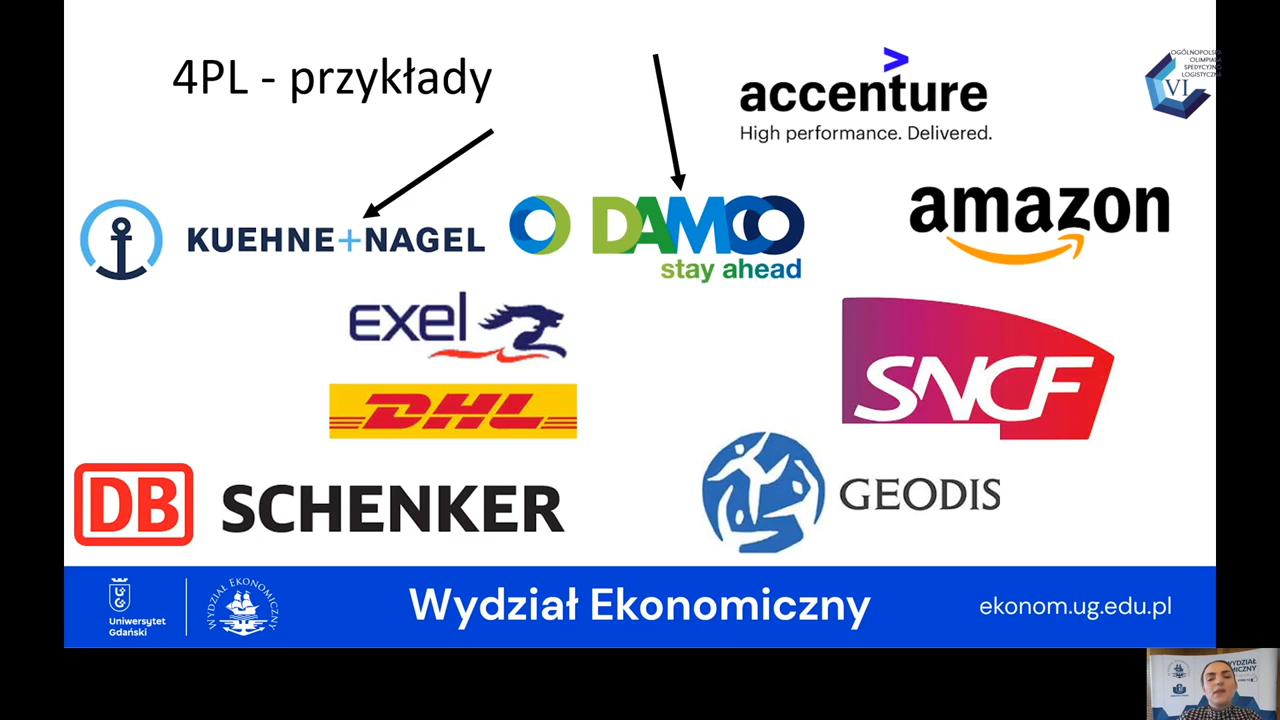 4PL - przykłady
accenture
High performance. Delivered.
OGÓLNOPOLSKA
OLIMPIADA
SPEDYCYJNO
LOGISTYCZNA
VI
KUEHNE+NAGEL
DAMCO
stay ahead
amazon
exel
DHL
SNCF
DB SCHENKER
GEODIS
Uniwersytet
Gdański
WYDZIAŁ EKONOMICZNY
Wydział Ekonomiczny
ekonom.ug.edu.pl